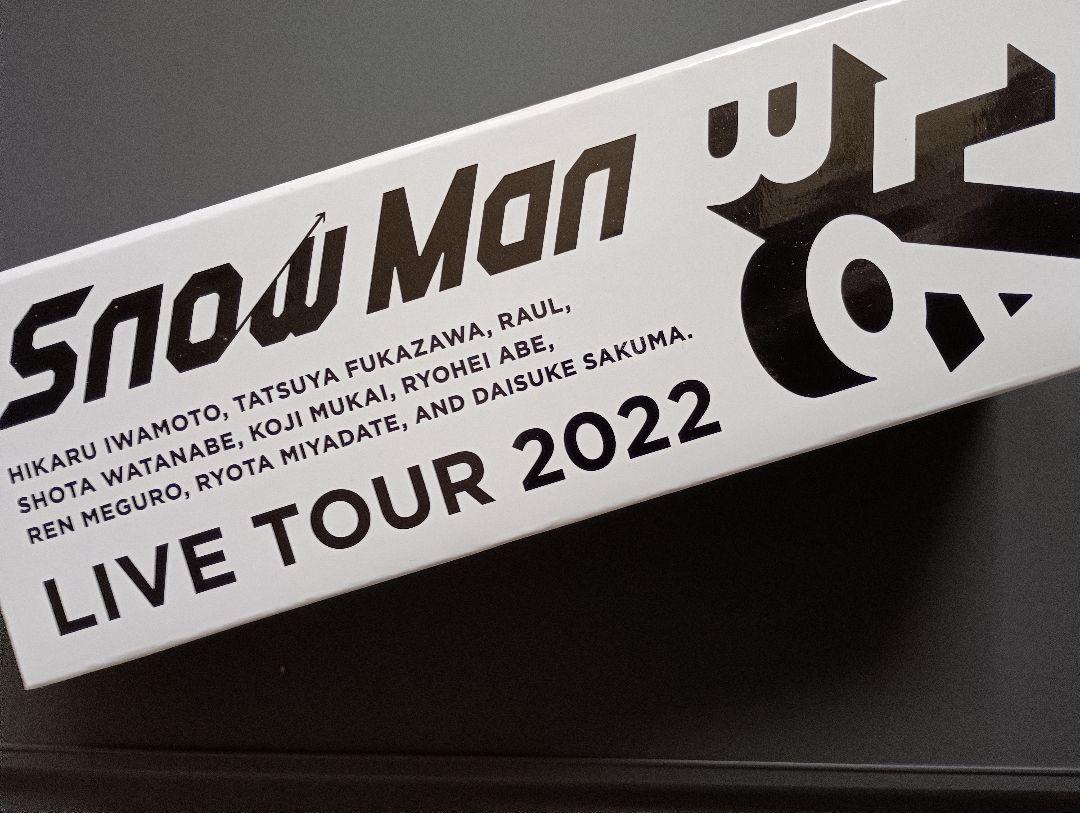 Snow Man
HIKARU IWAMOTO, TATSUYA FUKAZAWA, RAUL,
SHOTA WATANABE, KOJI MUKAI, RYOHEI ABE,
REN MEGURO, RYOTA MIYADATE, AND DAISUKE SAKUMA.
LIVE TOUR 2022